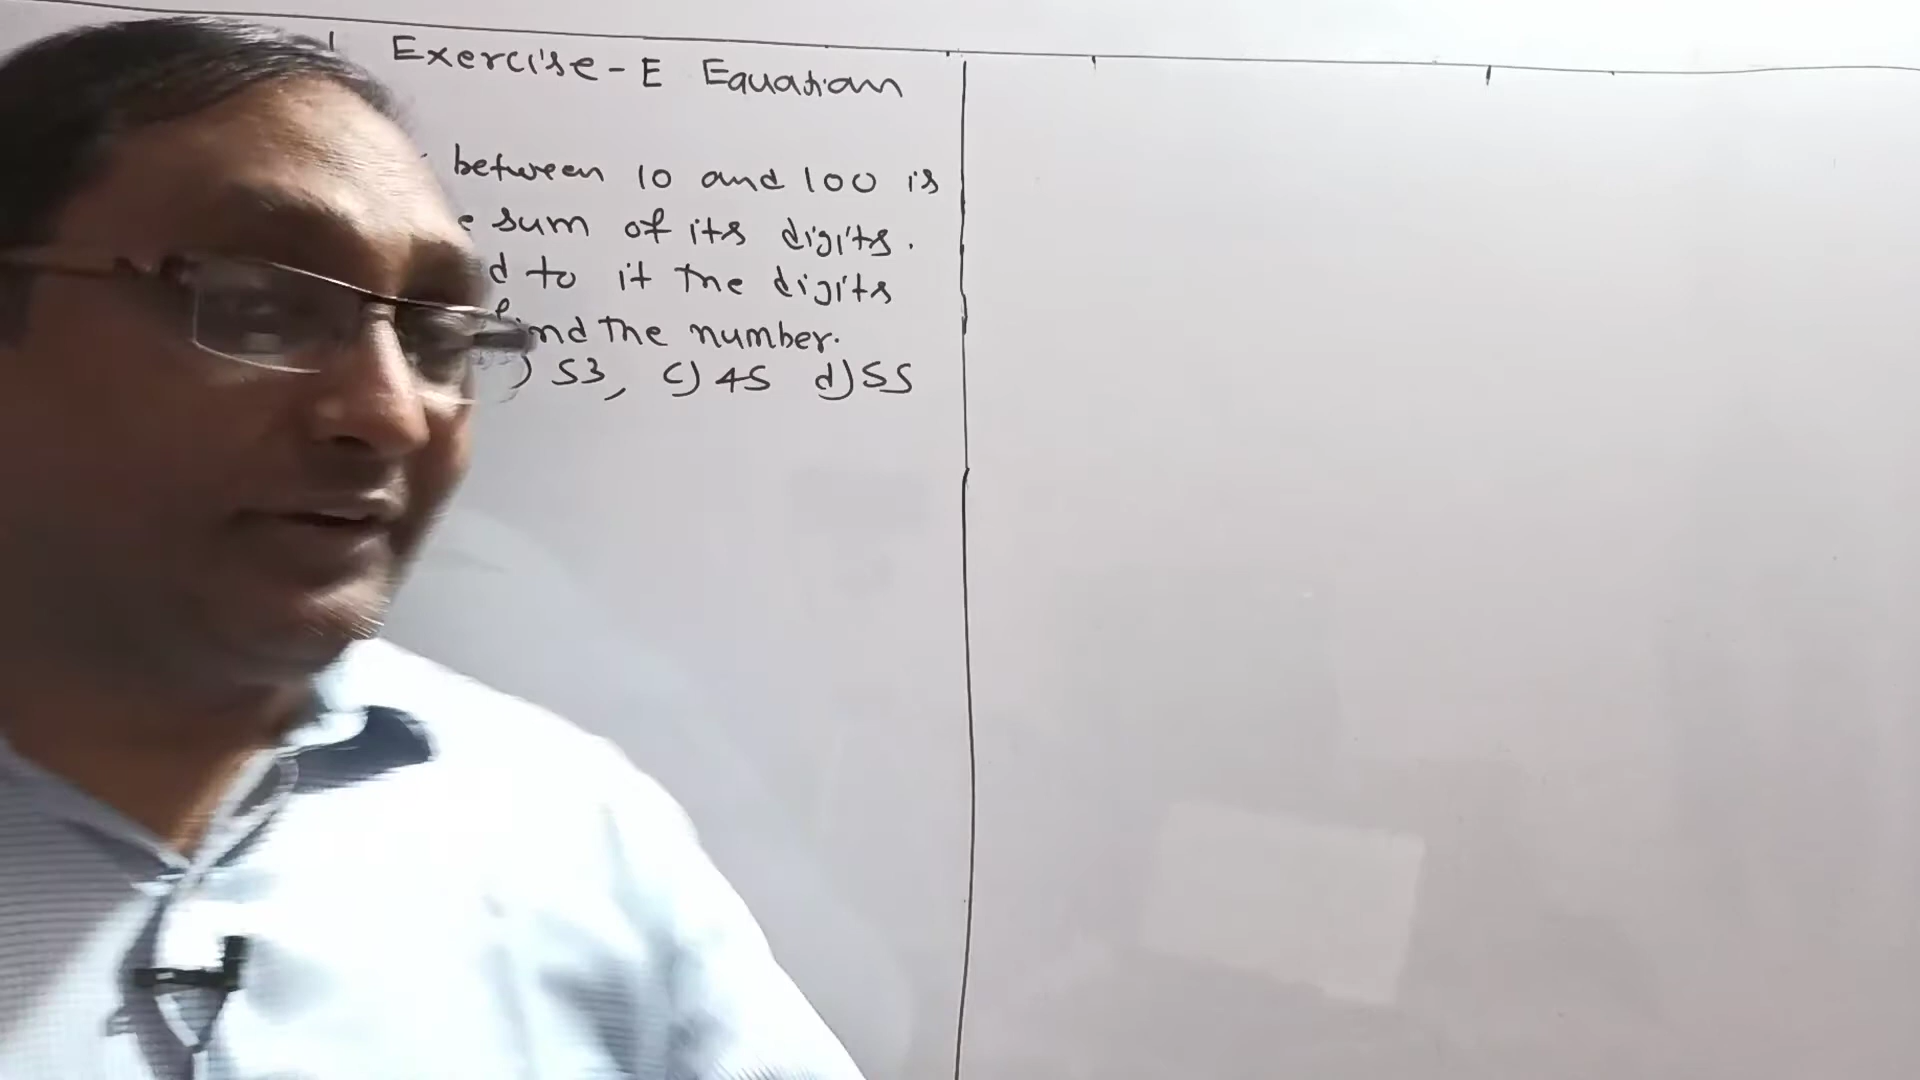 Exercise - E Equation
between 10 and 100 is
sum of its digits.
to it the digits
the number.
) 53, c) 45 d) 55